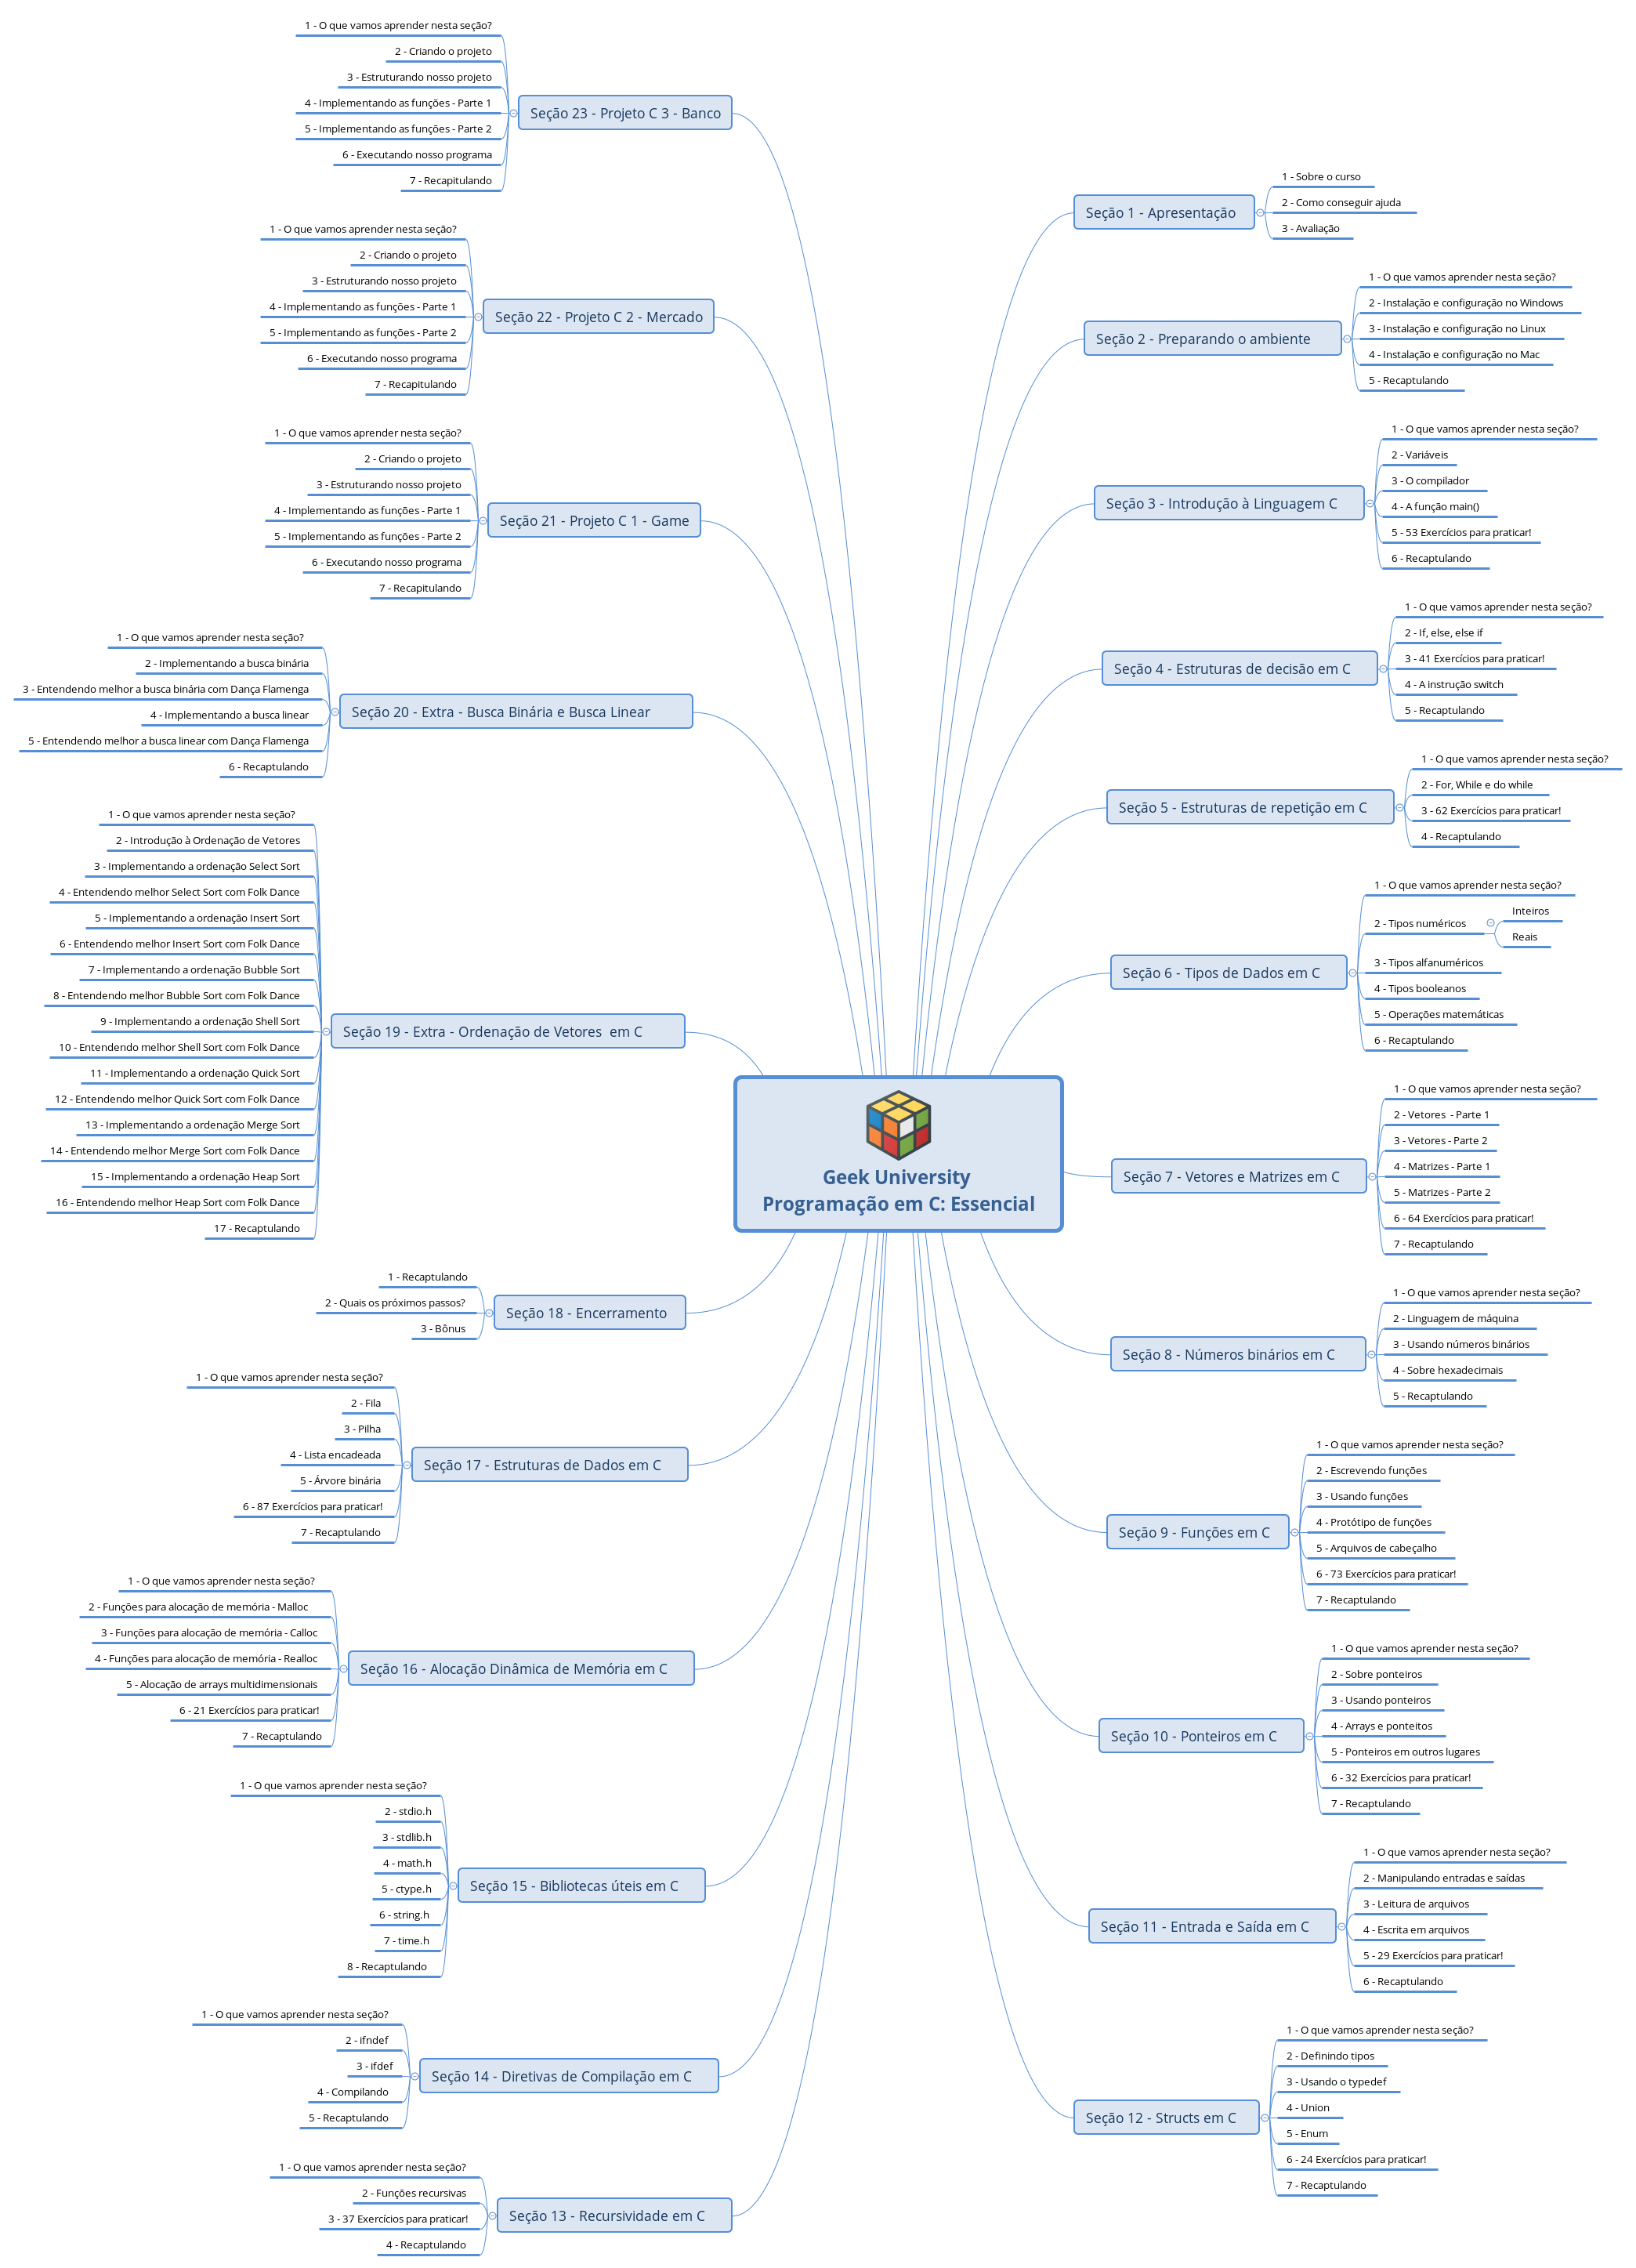 Geek University
Programação em C: Essencial
Seção 1 - Apresentação
1 - Sobre o curso
2 - Como conseguir ajuda
3 - Avaliação
Seção 2 - Preparando o ambiente
1 - O que vamos aprender nesta seção?
2 - Instalação e configuração no Windows
3 - Instalação e configuração no Linux
4 - Instalação e configuração no Mac
5 - Recaptulando
Seção 3 - Introdução à Linguagem C
1 - O que vamos aprender nesta seção?
2 - Variáveis
3 - O compilador
4 - A função main()
5 - 53 Exercícios para praticar!
6 - Recaptulando
Seção 4 - Estruturas de decisão em C
1 - O que vamos aprender nesta seção?
2 - If, else, else if
3 - 41 Exercícios para praticar!
4 - A instrução switch
5 - Recaptulando
Seção 5 - Estruturas de repetição em C
1 - O que vamos aprender nesta seção?
2 - For, While e do while
3 - 62 Exercícios para praticar!
4 - Recaptulando
Seção 6 - Tipos de Dados em C
1 - O que vamos aprender nesta seção?
2 - Tipos numéricos
Inteiros
Reais
3 - Tipos alfanuméricos
4 - Tipos booleanos
5 - Operações matemáticas
6 - Recaptulando
Seção 7 - Vetores e Matrizes em C
1 - O que vamos aprender nesta seção?
2 - Vetores - Parte 1
3 - Vetores - Parte 2
4 - Matrizes - Parte 1
5 - Matrizes - Parte 2
6 - 64 Exercícios para praticar!
7 - Recaptulando
Seção 8 - Números binários em C
1 - O que vamos aprender nesta seção?
2 - Linguagem de máquina
3 - Usando números binários
4 - Sobre hexadecimais
5 - Recaptulando
Seção 9 - Funções em C
1 - O que vamos aprender nesta seção?
2 - Escrevendo funções
3 - Usando funções
4 - Protótipo de funções
5 - Arquivos de cabeçalho
6 - 73 Exercícios para praticar!
7 - Recaptulando
Seção 10 - Ponteiros em C
1 - O que vamos aprender nesta seção?
2 - Sobre ponteiros
3 - Usando ponteiros
4 - Arrays e ponteitos
5 - Ponteiros em outros lugares
6 - 32 Exercícios para praticar!
7 - Recaptulando
Seção 11 - Entrada e Saída em C
1 - O que vamos aprender nesta seção?
2 - Manipulando entradas e saídas
3 - Leitura de arquivos
4 - Escrita em arquivos
5 - 29 Exercícios para praticar!
6 - Recaptulando
Seção 12 - Structs em C
1 - O que vamos aprender nesta seção?
2 - Definindo tipos
3 - Usando o typedef
4 - Union
5 - Enum
6 - 24 Exercícios para praticar!
7 - Recaptulando
Seção 13 - Recursividade em C
1 - O que vamos aprender nesta seção?
2 - Funções recursivas
3 - 37 Exercícios para praticar!
4 - Recaptulando
Seção 14 - Diretivas de Compilação em C
1 - O que vamos aprender nesta seção?
2 - ifndef
3 - ifdef
4 - Compilando
5 - Recaptulando
Seção 15 - Bibliotecas úteis em C
1 - O que vamos aprender nesta seção?
2 - stdio.h
3 - stdlib.h
4 - math.h
5 - ctype.h
6 - string.h
7 - time.h
8 - Recaptulando
Seção 16 - Alocação Dinâmica de Memória em C
1 - O que vamos aprender nesta seção?
2 - Funções para alocação de memória - Malloc
3 - Funções para alocação de memória - Calloc
4 - Funções para alocação de memória - Realloc
5 - Alocação de arrays multidimensionais
6 - 21 Exercícios para praticar!
7 - Recaptulando
Seção 17 - Estruturas de Dados em C
1 - O que vamos aprender nesta seção?
2 - Fila
3 - Pilha
4 - Lista encadeada
5 - Árvore binária
6 - 87 Exercícios para praticar!
7 - Recaptulando
Seção 18 - Encerramento
1 - Recaptulando
2 - Quais os próximos passos?
3 - Bônus
Seção 19 - Extra - Ordenação de Vetores em C
1 - O que vamos aprender nesta seção?
2 - Introdução à Ordenação de Vetores
3 - Implementando a ordenação Select Sort
4 - Entendendo melhor Select Sort com Folk Dance
5 - Implementando a ordenação Insert Sort
6 - Entendendo melhor Insert Sort com Folk Dance
7 - Implementando a ordenação Bubble Sort
8 - Entendendo melhor Bubble Sort com Folk Dance
9 - Implementando a ordenação Shell Sort
10 - Entendendo melhor Shell Sort com Folk Dance
11 - Implementando a ordenação Quick Sort
12 - Entendendo melhor Quick Sort com Folk Dance
13 - Implementando a ordenação Merge Sort
14 - Entendendo melhor Merge Sort com Folk Dance
15 - Implementando a ordenação Heap Sort
16 - Entendendo melhor Heap Sort com Folk Dance
17 - Recaptulando
Seção 20 - Extra - Busca Binária e Busca Linear
1 - O que vamos aprender nesta seção?
2 - Implementando a busca binária
3 - Entendendo melhor a busca binária com Dança Flamenga
4 - Implementando a busca linear
5 - Entendendo melhor a busca linear com Dança Flamenga
6 - Recaptulando
Seção 21 - Projeto C 1 - Game
1 - O que vamos aprender nesta seção?
2 - Criando o projeto
3 - Estruturando nosso projeto
4 - Implementando as funções - Parte 1
5 - Implementando as funções - Parte 2
6 - Executando nosso programa
7 - Recapitulando
Seção 22 - Projeto C 2 - Mercado
1 - O que vamos aprender nesta seção?
2 - Criando o projeto
3 - Estruturando nosso projeto
4 - Implementando as funções - Parte 1
5 - Implementando as funções - Parte 2
6 - Executando nosso programa
7 - Recapitulando
Seção 23 - Projeto C 3 - Banco
1 - O que vamos aprender nesta seção?
2 - Criando o projeto
3 - Estruturando nosso projeto
4 - Implementando as funções - Parte 1
5 - Implementando as funções - Parte 2
6 - Executando nosso programa
7 - Recapitulando